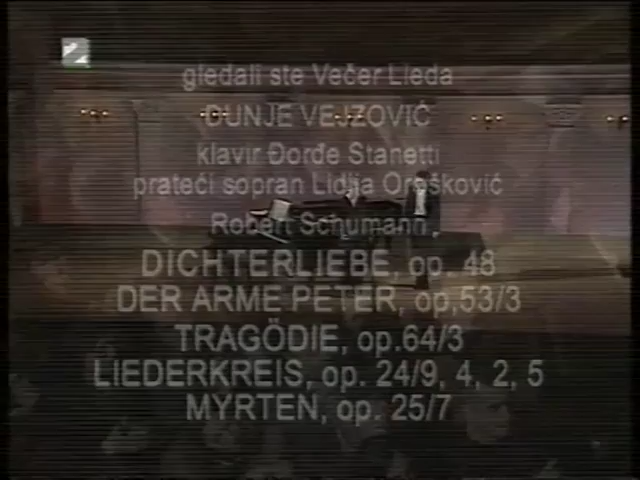 2
gledali ste Večer Lieda
DUNJE VEJZOVIĆ
klavir Đorđe Stanetti
prateći sopran Lidija Orošković
Robert Schumann
DICHTERLIEBE, op. 48
DER ARME PETER, op,53/3
TRAGÖDIE, op.64/3
LIEDERKREIS, op. 24/9, 4, 2, 5
MYRTEN, op. 25/7